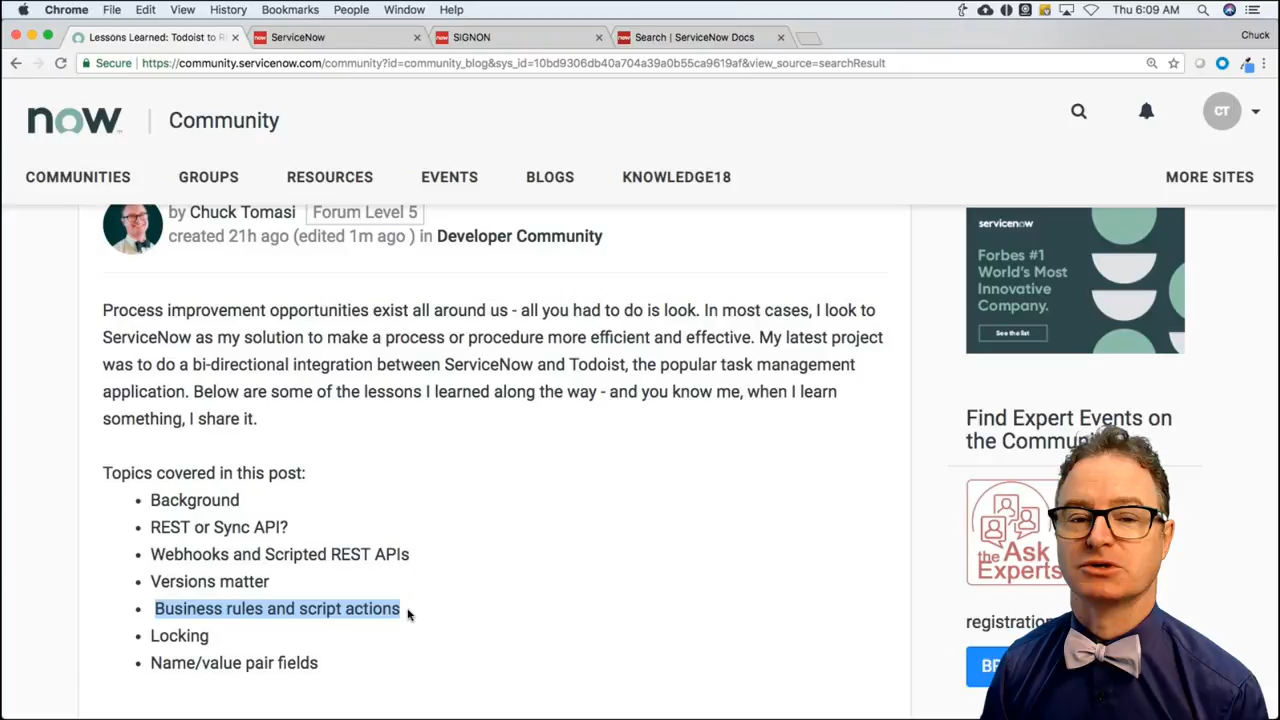 Chrome File Edit View History Bookmarks People Window Help Thu 6:09 AM
Lessons Learned: Todoist to R ServiceNow SIGNON Search | ServiceNow Docs Chuck
Secure https://community.servicenow.com/community?id=community_blog&sys_id=10bd9306db40a704a39a0b55ca9619af&view_source=searchResult
now Community CT
COMMUNITIES GROUPS RESOURCES EVENTS BLOGS KNOWLEDGE18 MORE SITES
by Chuck Tomasi Forum Level 5
created 21h ago (edited 1m ago ) in Developer Community
Process improvement opportunities exist all around us - all you had to do is look. In most cases, I look to
ServiceNow as my solution to make a process or procedure more efficient and effective. My latest project
was to do a bi-directional integration between ServiceNow and Todoist, the popular task management
application. Below are some of the lessons I learned along the way - and you know me, when I learn
something, I share it.
Topics covered in this post:
• Background
• REST or Sync API?
• Webhooks and Scripted REST APIs
• Versions matter
• Business rules and script actions
• Locking
• Name/value pair fields
servicenow
Forbes #1
World's Most
Innovative
Company.
See the list
Find Expert Events on
the Commun
the Ask
Experts
registration